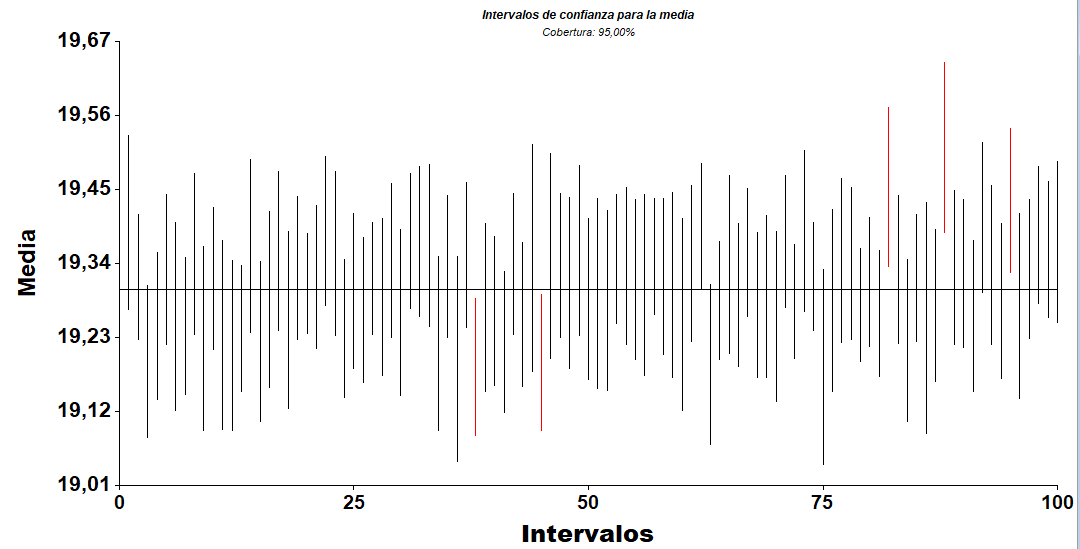 Intervalos de confianza para la media
Cobertura: 95,00%
19,67
19,56
19,45
19,34
19,23
19,12
19,01
Media
0 25 50 75 100
Intervalos